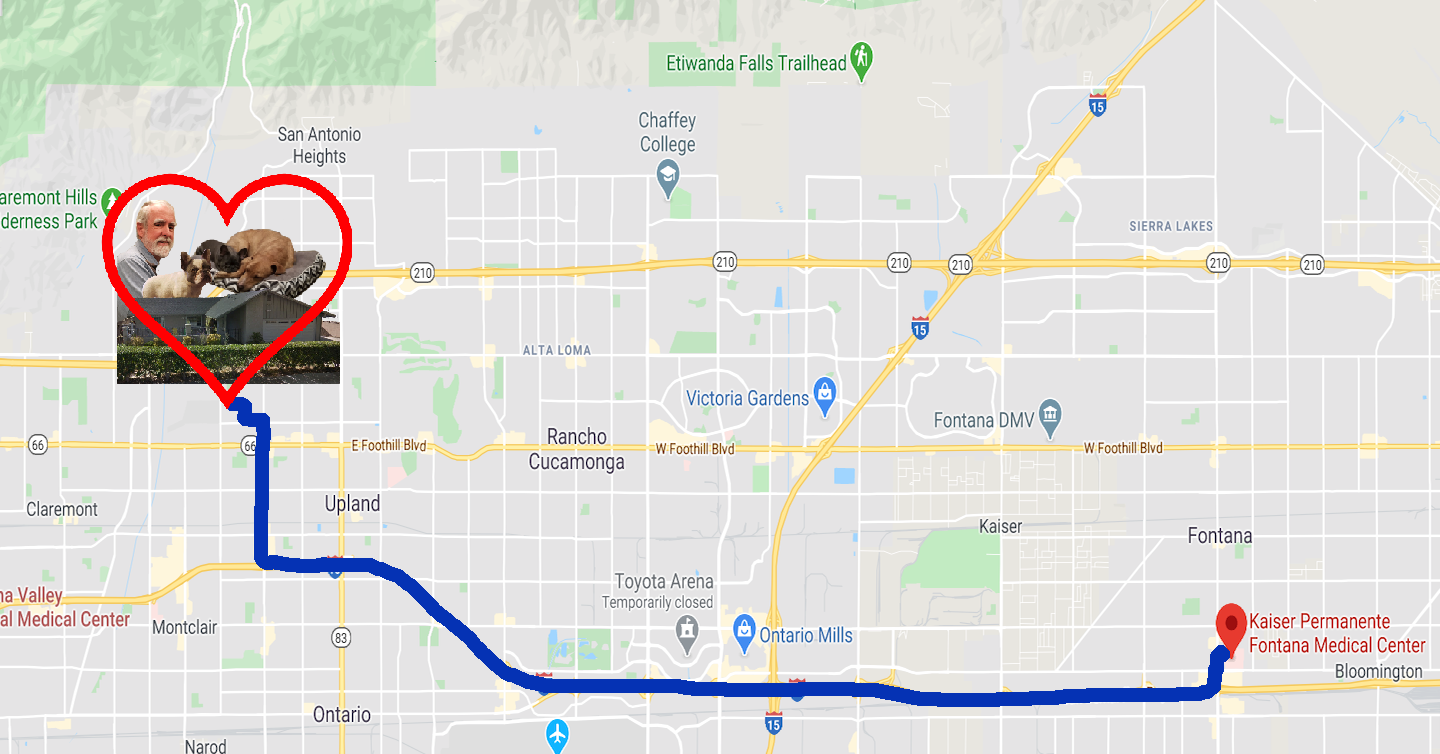 Etiwanda Falls Trailhead
15
Chaffey
College
San Antonio
Heights
aremont Hills
derness Park
SIERRA LAKES
210
210
210
210
210
210
15
ALTA LOMA
Victoria Gardens
Fontana DMV
66
66
E Foothill Blvd
Rancho
Cucamonga
W Foothill Blvd
W Foothill Blvd
Claremont
Upland
Kaiser
Fontana
Toyota Arena
Temporarily closed
na Valley
al Medical Center
Montclair
83
Ontario Mills
Kaiser Permanente
Fontana Medical Center
Bloomington
Ontario
15
Narod